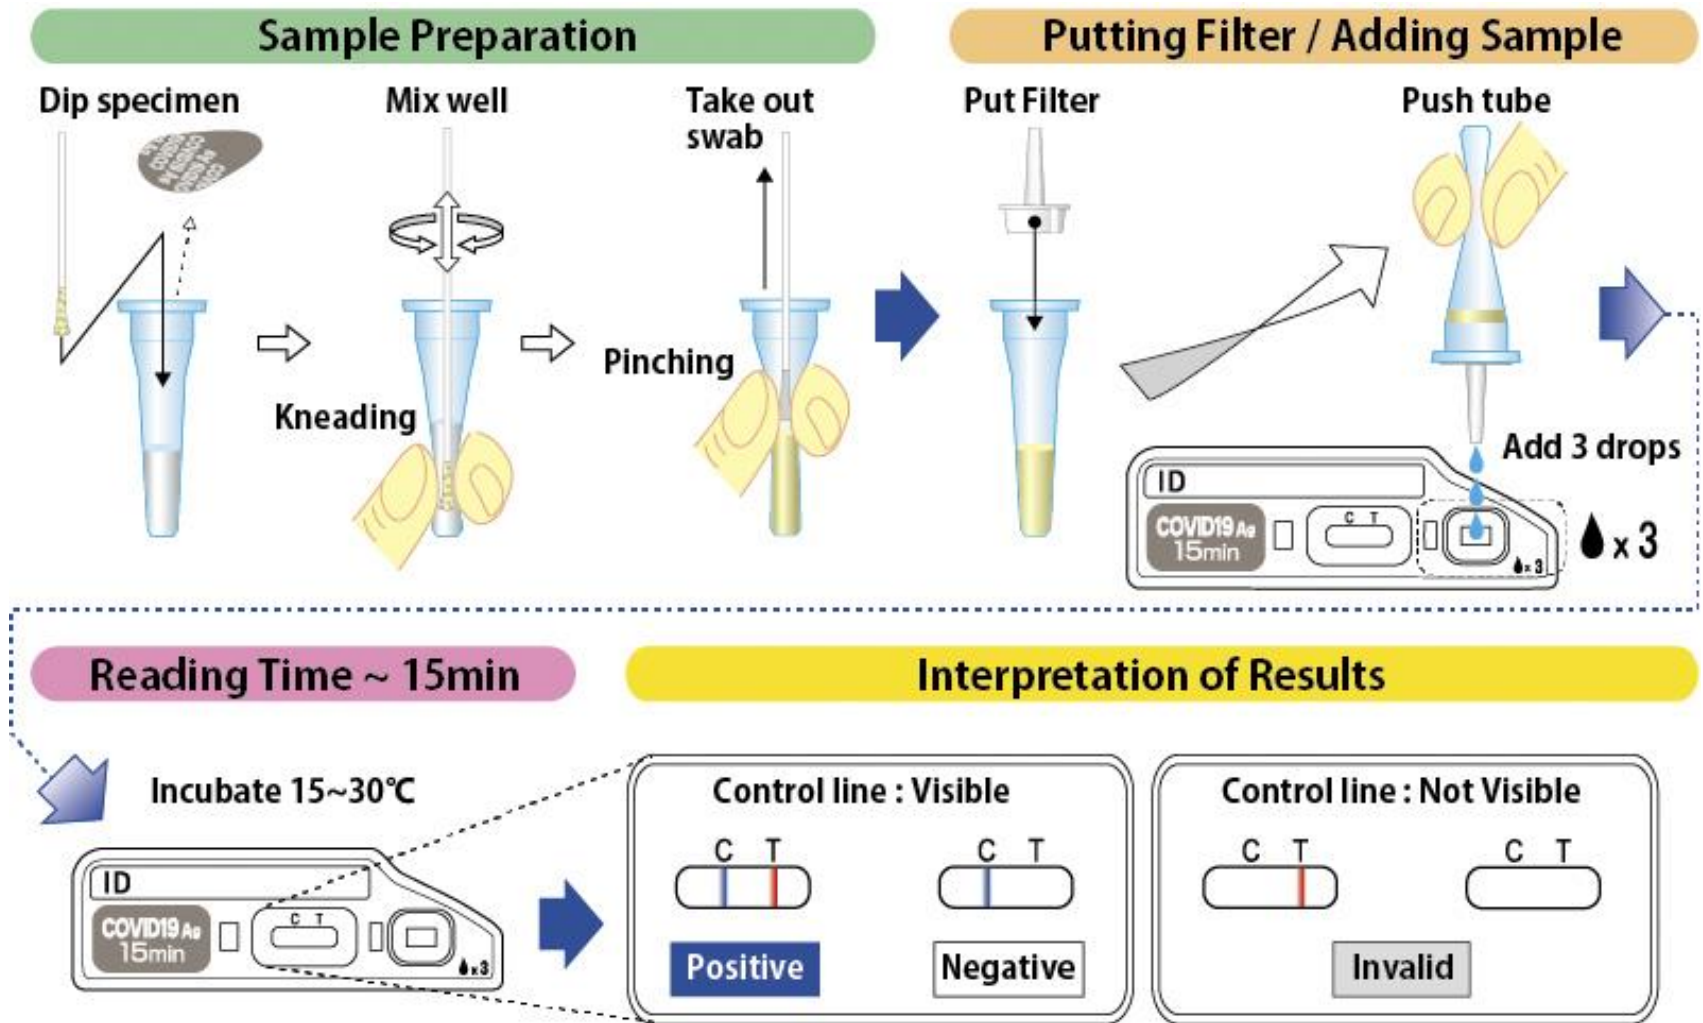 Sample Preparation
Putting Filter / Adding Sample
Dip specimen
Mix well
Take out
swab
Put Filter
Push tube
Kneading
Pinching
Add 3 drops
ID
COVID19 Ag
15min
C T
x 3
x 3
Reading Time ~ 15min
Interpretation of Results
Incubate 15~30℃
ID
COVID19 Ag
15min
C T
x3
Control line : Visible
C T
C T
Positive
Negative
Control line : Not Visible
C T
C T
Invalid